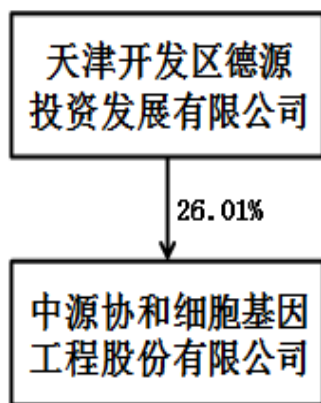 天津开发区德源
投资发展有限公司
26.01%
中源协和细胞基因
工程股份有限公司